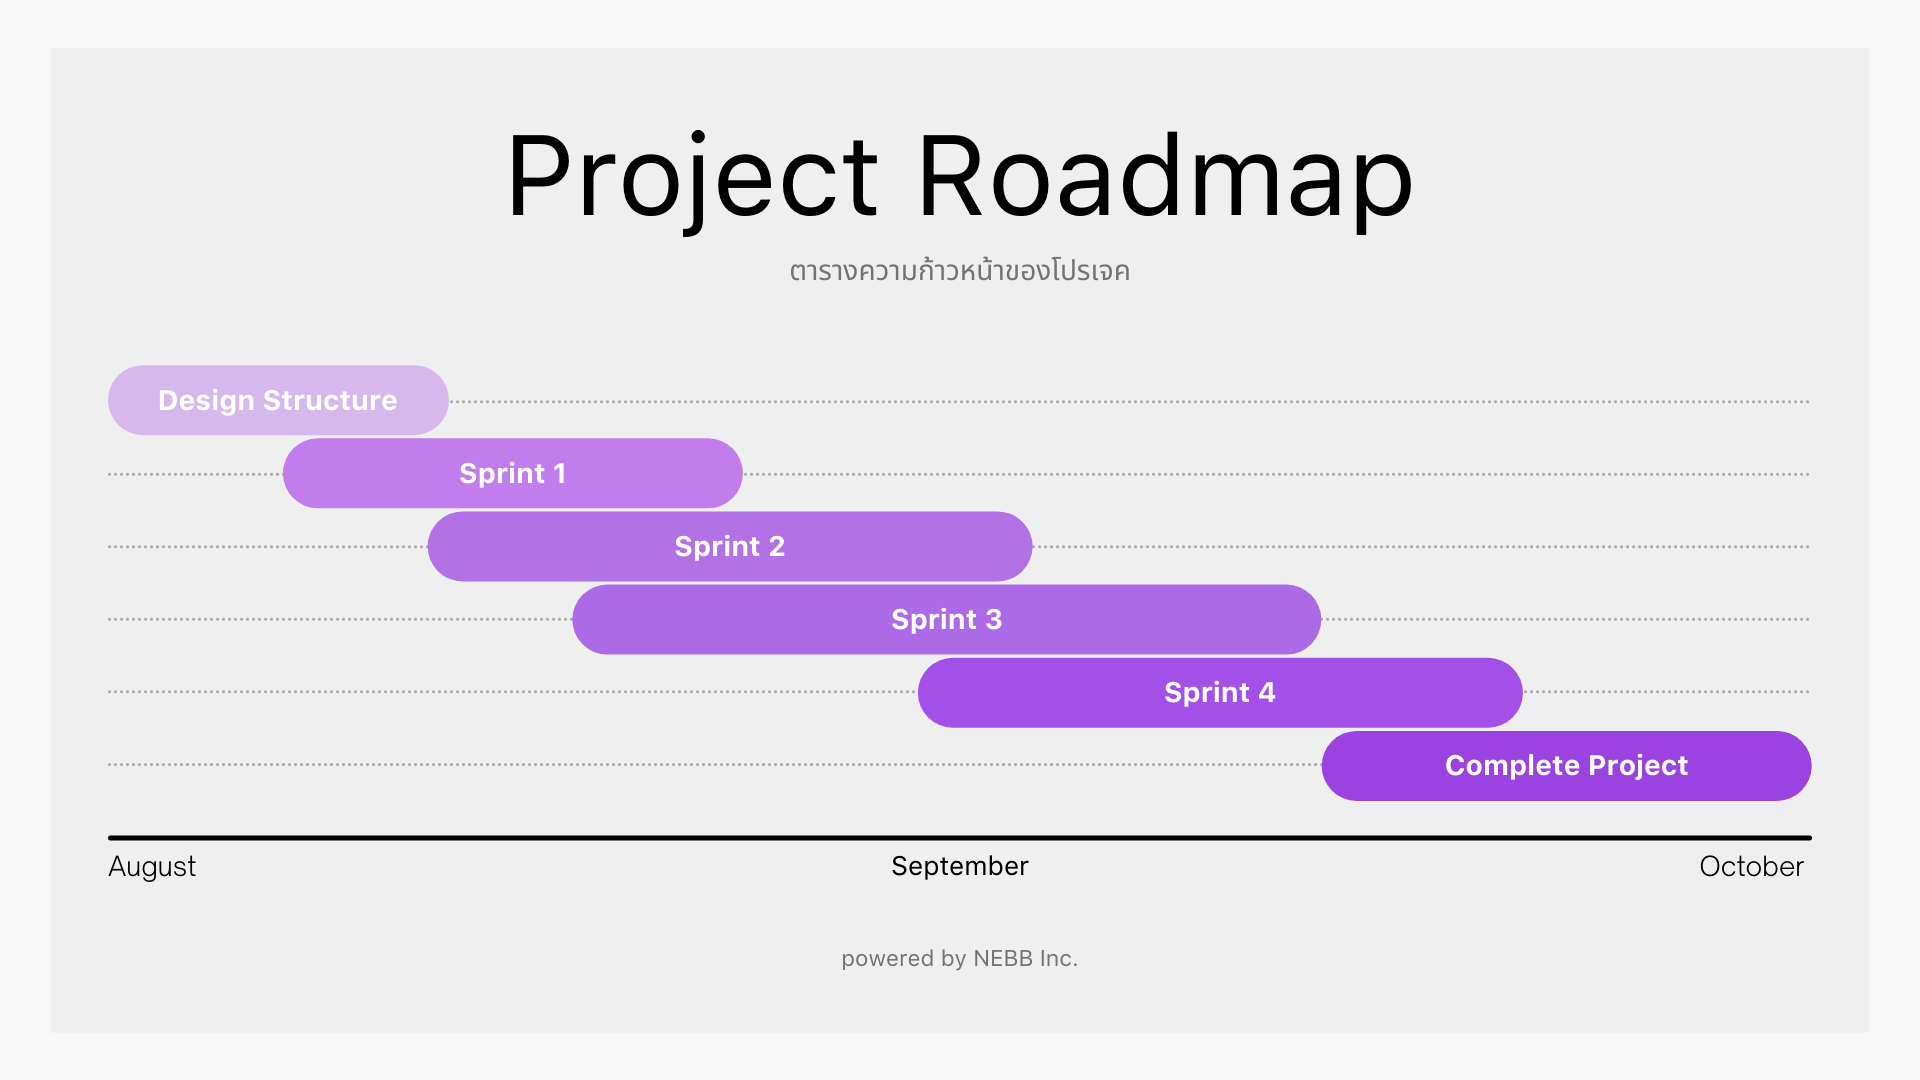 Project Roadmap
ตารางความก้าวหน้าของโปรเจค
Design Structure
Sprint 1
Sprint 2
Sprint 3
Sprint 4
Complete Project
August
September
October
powered by NEBB Inc.